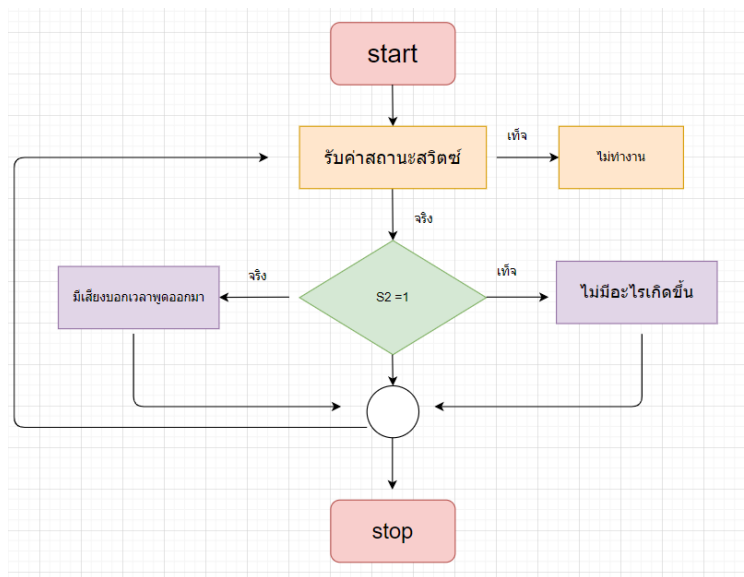 start
เท็จ
รับค่าสถานะสวิตซ์
ไม่ทำงาน
จริง
จริง
เท็จ
มีเสียงบอกเวลาพูดออกมา
S2 =1
ไม่มีอะไรเกิดขึ้น
stop